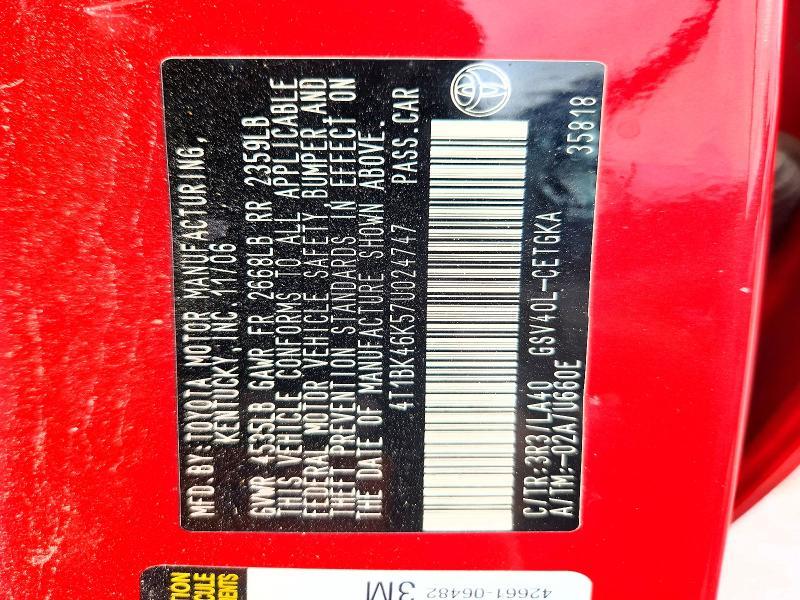 MFD.BY:TOYOTA MOTOR MANUFACTURING,
KENTUCKY, INC. 11/06
GVWR 4535LB GAWR FR 2668LB RR 2359LB
THIS VEHICLE CONFORMS TO ALL APPLICABLE
FEDERAL MOTOR VEHICLE SAFETY, BUMPER, AND
THEFT PREVENTION STANDARDS IN EFFECT ON
THE DATE OF MANUFACTURE SHOWN ABOVE.
4T1BK46K57U024747 PASS.CAR
C/TR:3R3/LA40 GSV40L-CETGKA
A/TM:-02A/U660E 35818
3M
42661-06482